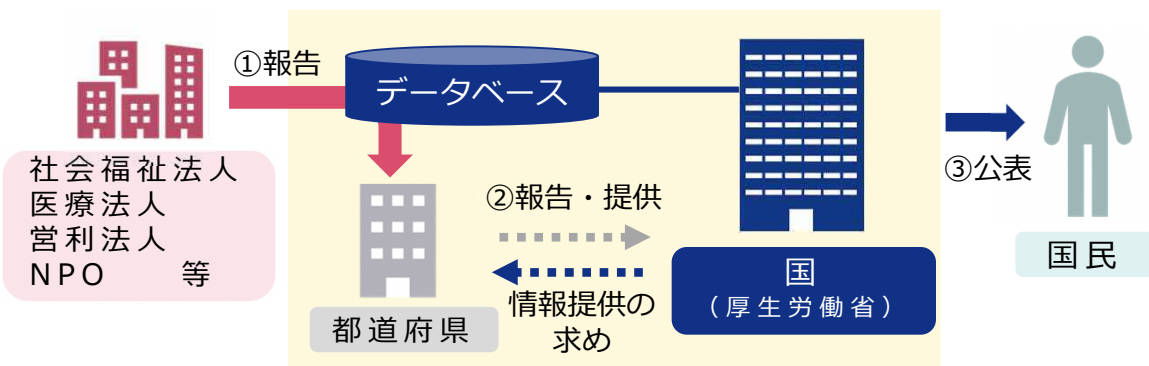 ①報告
データベース
社会福祉法人
医療法人
営利法人
NPO　等
②報告・提供
情報提供の
求め
都道府県
国
（厚生労働省）
③公表
国民